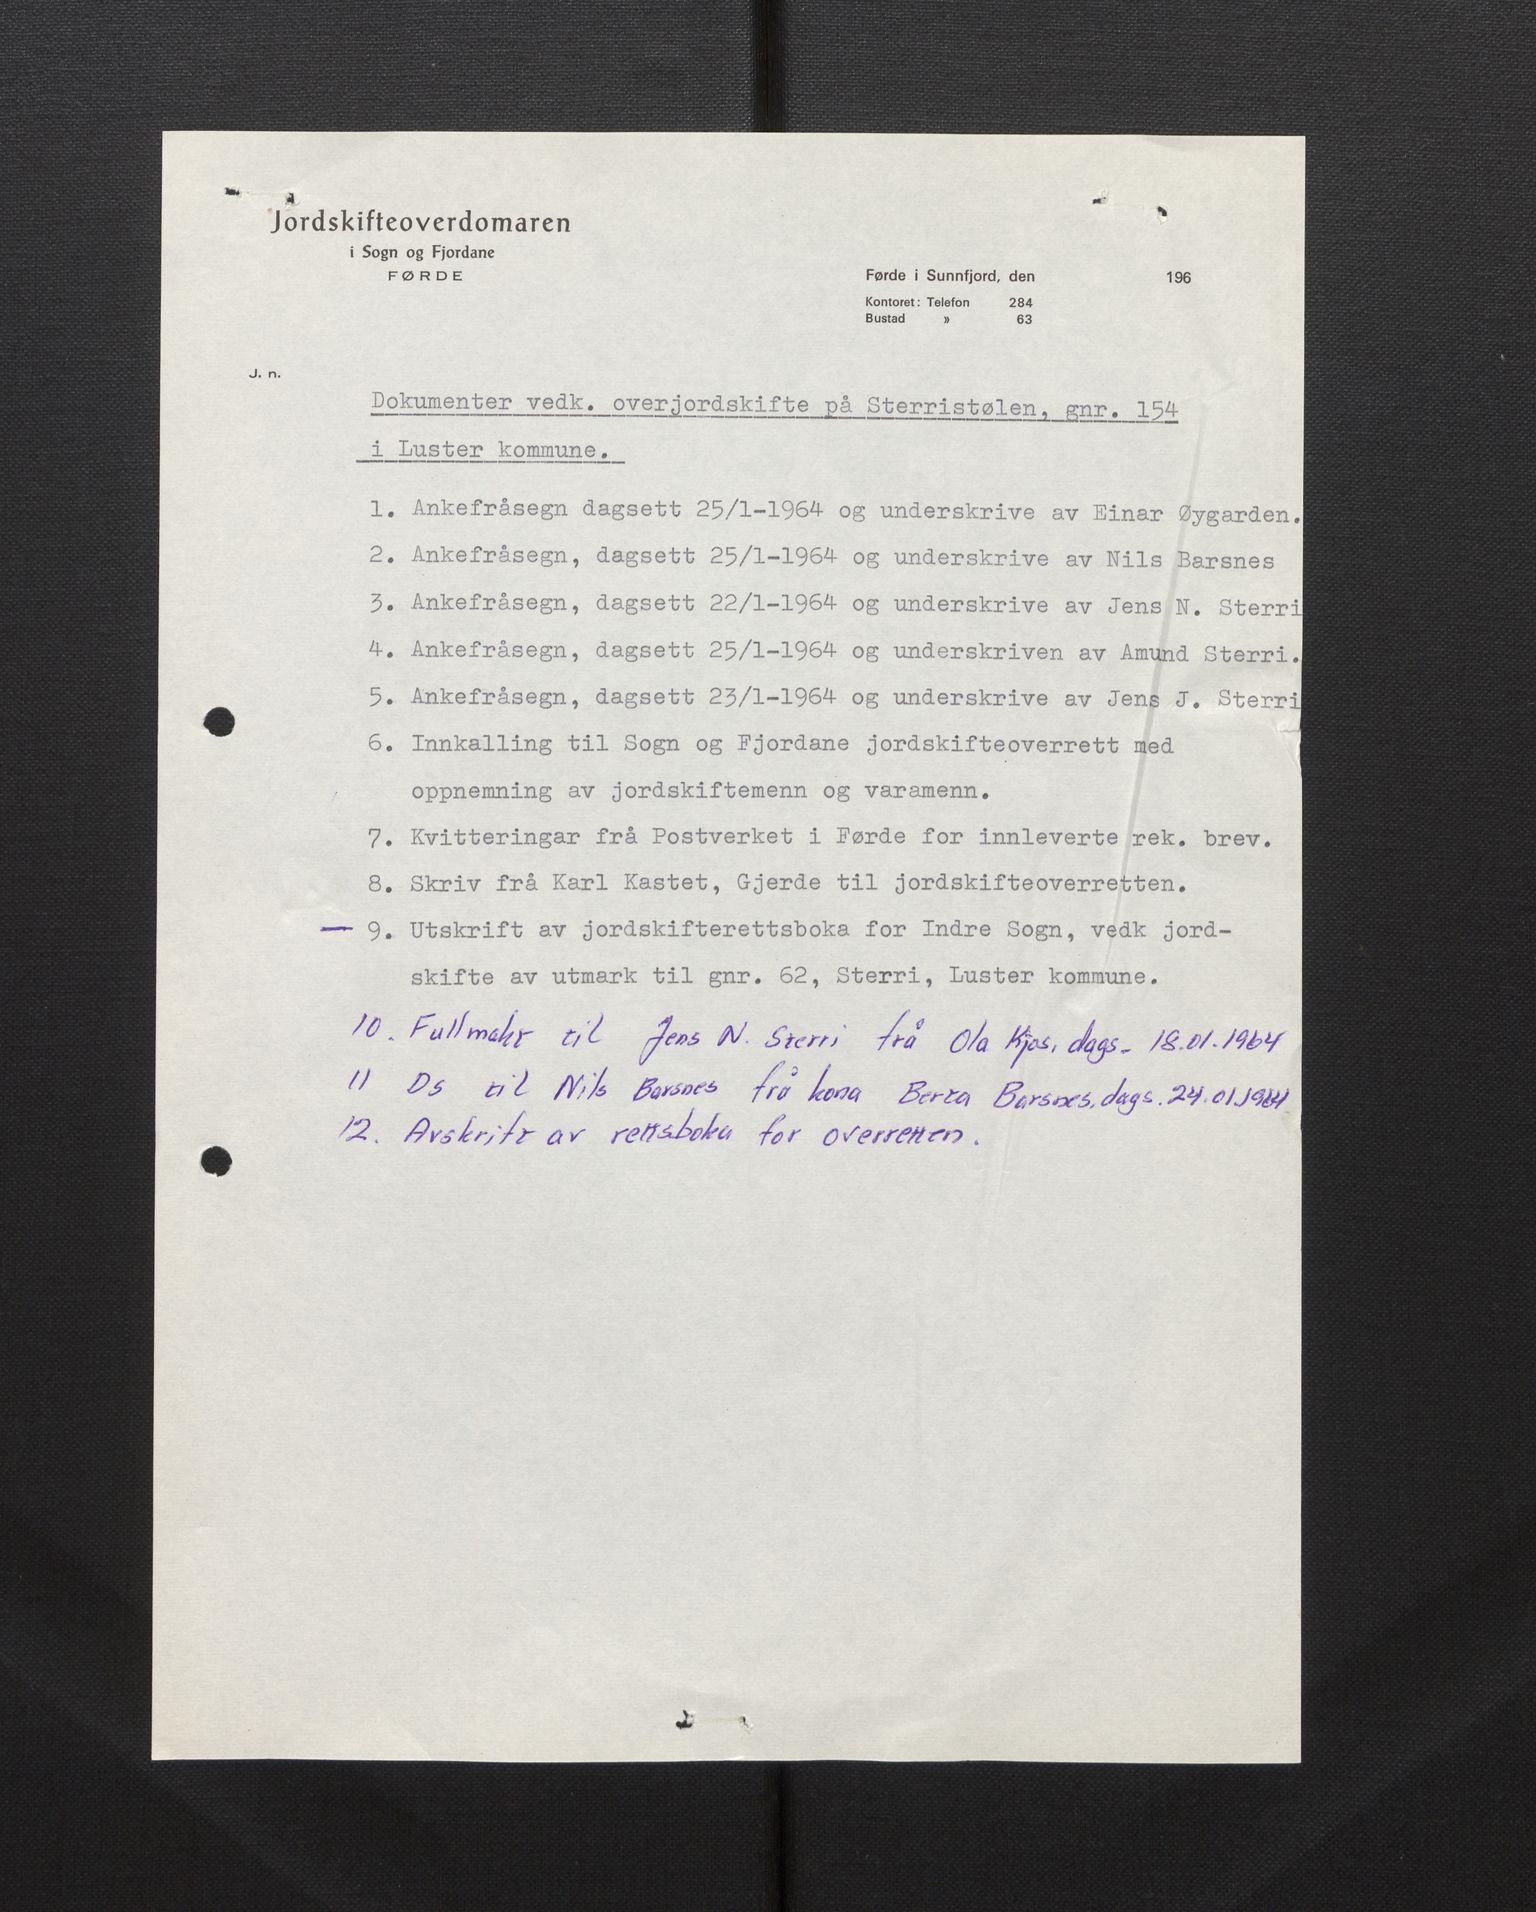 Jordskifteoverdomaren
i Sogn og Fjordane
FØRDE
Førde i Sunnfjord, den 196
Kontoret: Telefon 284
Bustad » 63
J. n.
Dokumenter vedk. overjordskifte på Sterristølen, gnr. 154
i Luster kommune.
1. Ankefråsegn dagsett 25/1-1964 og underskrive av Einar Øygarden.
2. Ankefråsegn, dagsett 25/1-1964 og underskrive av Nils Barsnes
3. Ankefråsegn, dagsett 22/1-1964 og underskrive av Jens N. Sterri
4. Ankefråsegn, dagsett 25/1-1964 og underskriven av Amund Sterri.
5. Ankefråsegn, dagsett 23/1-1964 og underskrive av Jens J. Sterri
6. Innkalling til Sogn og Fjordane jordskifteoverrett med
oppnemning av jordskiftemenn og varamenn.
7. Kvitteringar frå Postverket i Førde for innleverte rek. brev.
8. Skriv frå Karl Kastet, Gjerde til jordskifteoverretten.
— 9. Utskrift av jordskifterettsboka for Indre Sogn, vedk jord-
skifte av utmark til gnr. 62, Sterri, Luster kommune.
10. Fullmakt til Jens N. Sterri frå Ola Kjos, dags. 18.01.1964
11 Ds til Nils Barsnes frå kona Berta Barsnes, dags. 24.01.1964
12. Avskrift av rettsboka for overretten.